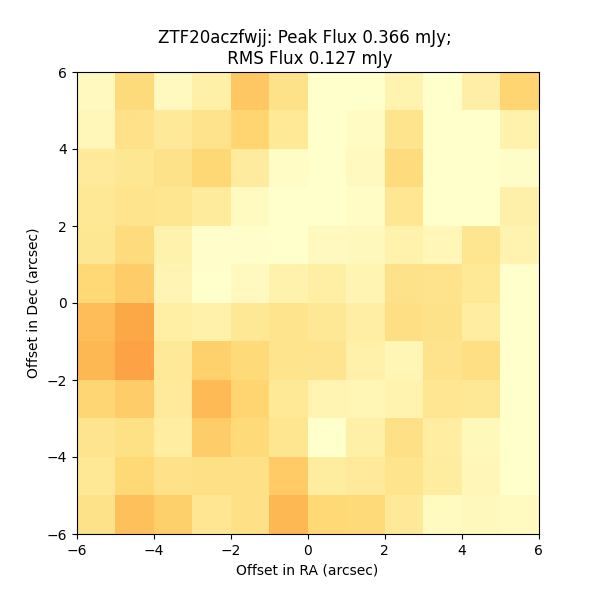 ZTF20aczfwjj: Peak Flux 0.366 mJy;
RMS Flux 0.127 mJy
6
4
2
0
−2
−4
−6
Offset in Dec (arcsec)
−6 −4 −2 0 2 4 6
Offset in RA (arcsec)